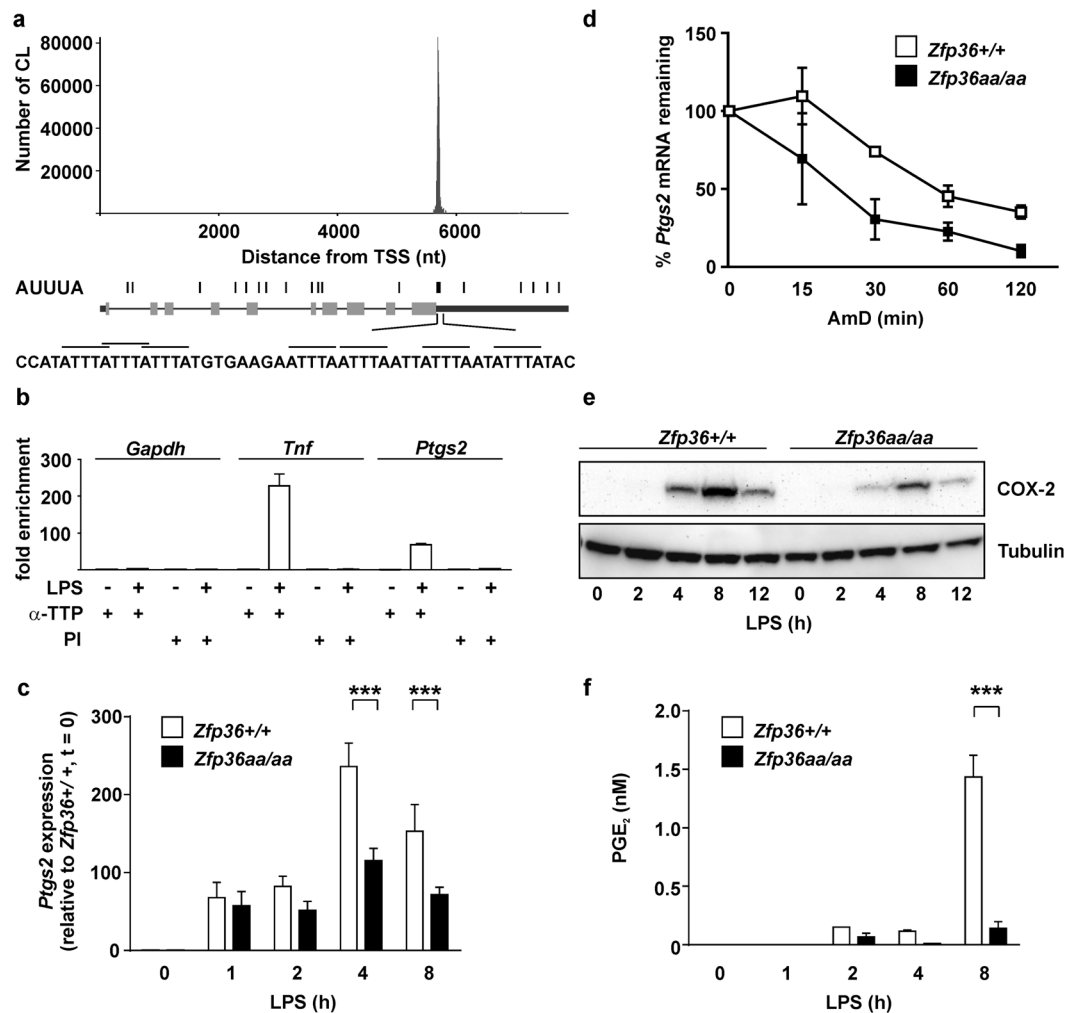 a
Number of CL
80000
60000
40000
20000
2000 4000 6000
Distance from TSS (nt)
AUUUA
CCATATTTATTTATTTATGTGAAGAATTTAATTTAATTATTTAATATTTATAC
b
fold enrichment
Gapdh Tnf Ptgs2
300
200
100
LPS - + - + - + - + - + - +
α-TTP + + + + + +
PI + + + + + +
c
Ptgs2 expression
(relative to Zfp36+/+, t = 0)
*** ***
300
200
100
0
Zfp36+/+
Zfp36aa/aa
0 1 2 4 8
LPS (h)
d
% Ptgs2 mRNA remaining
150
100
50
0
Zfp36+/+
Zfp36aa/aa
0 15 30 60 120
AmD (min)
e
Zfp36+/+ Zfp36aa/aa
COX-2
Tubulin
0 2 4 8 12 0 2 4 8 12
LPS (h)
f
PGE2 (nM)
***
2.0
1.5
1.0
0.5
0
Zfp36+/+
Zfp36aa/aa
0 1 2 4 8
LPS (h)